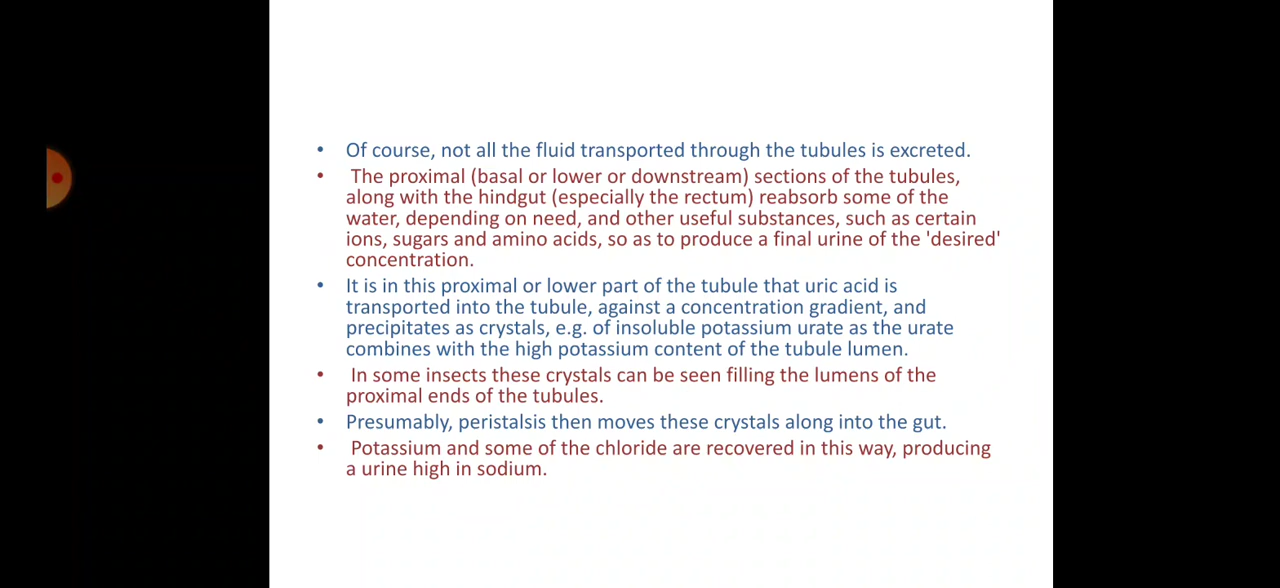 • Of course, not all the fluid transported through the tubules is excreted.
• The proximal (basal or lower or downstream) sections of the tubules,
along with the hindgut (especially the rectum) reabsorb some of the
water, depending on need, and other useful substances, such as certain
ions, sugars and amino acids, so as to produce a final urine of the 'desired'
concentration.
• It is in this proximal or lower part of the tubule that uric acid is
transported into the tubule, against a concentration gradient, and
precipitates as crystals, e.g. of insoluble potassium urate as the urate
combines with the high potassium content of the tubule lumen.
• In some insects these crystals can be seen filling the lumens of the
proximal ends of the tubules.
• Presumably, peristalsis then moves these crystals along into the gut.
• Potassium and some of the chloride are recovered in this way, producing
a urine high in sodium.